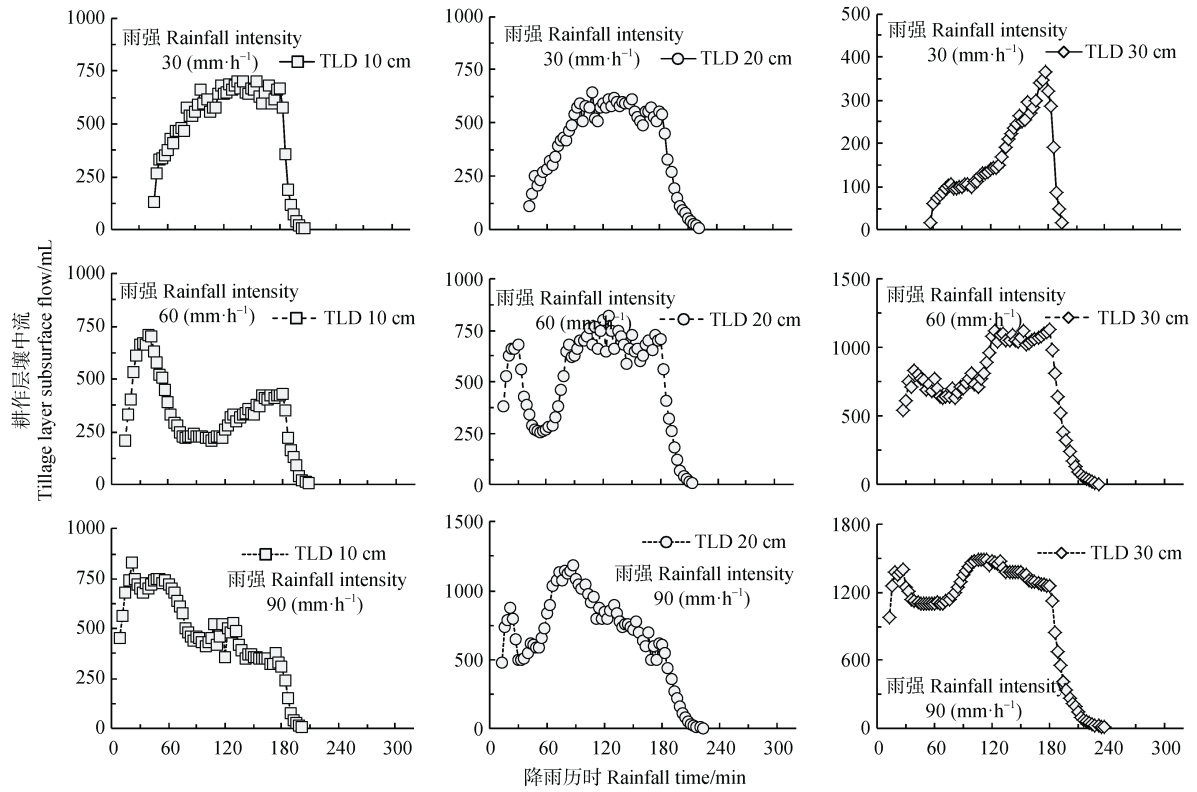 1000
750
500
250
0
雨强 Rainfall intensity
30 (mm·h⁻¹)
TLD 10 cm
1000
750
500
250
0
雨强 Rainfall intensity
30 (mm·h⁻¹)
TLD 20 cm
500
400
300
200
100
0
雨强 Rainfall intensity
30 (mm·h⁻¹)
TLD 30 cm
耕作层壤中流
Tillage layer subsurface flow/mL
1000
750
500
250
0
雨强 Rainfall intensity
60 (mm·h⁻¹)
TLD 10 cm
1000
750
500
250
0
雨强 Rainfall intensity
60 (mm·h⁻¹)
TLD 20 cm
1500
1000
500
0
雨强 Rainfall intensity
60 (mm·h⁻¹)
TLD 30 cm
1000
750
500
250
0
TLD 10 cm
雨强 Rainfall intensity
90 (mm·h⁻¹)
0 60 120 180 240 300
1500
1000
500
0
TLD 20 cm
雨强 Rainfall intensity
90 (mm·h⁻¹)
0 60 120 180 240 300
1800
1200
600
0
TLD 30 cm
雨强 Rainfall intensity
90 (mm·h⁻¹)
0 60 120 180 240 300
降雨历时 Rainfall time/min